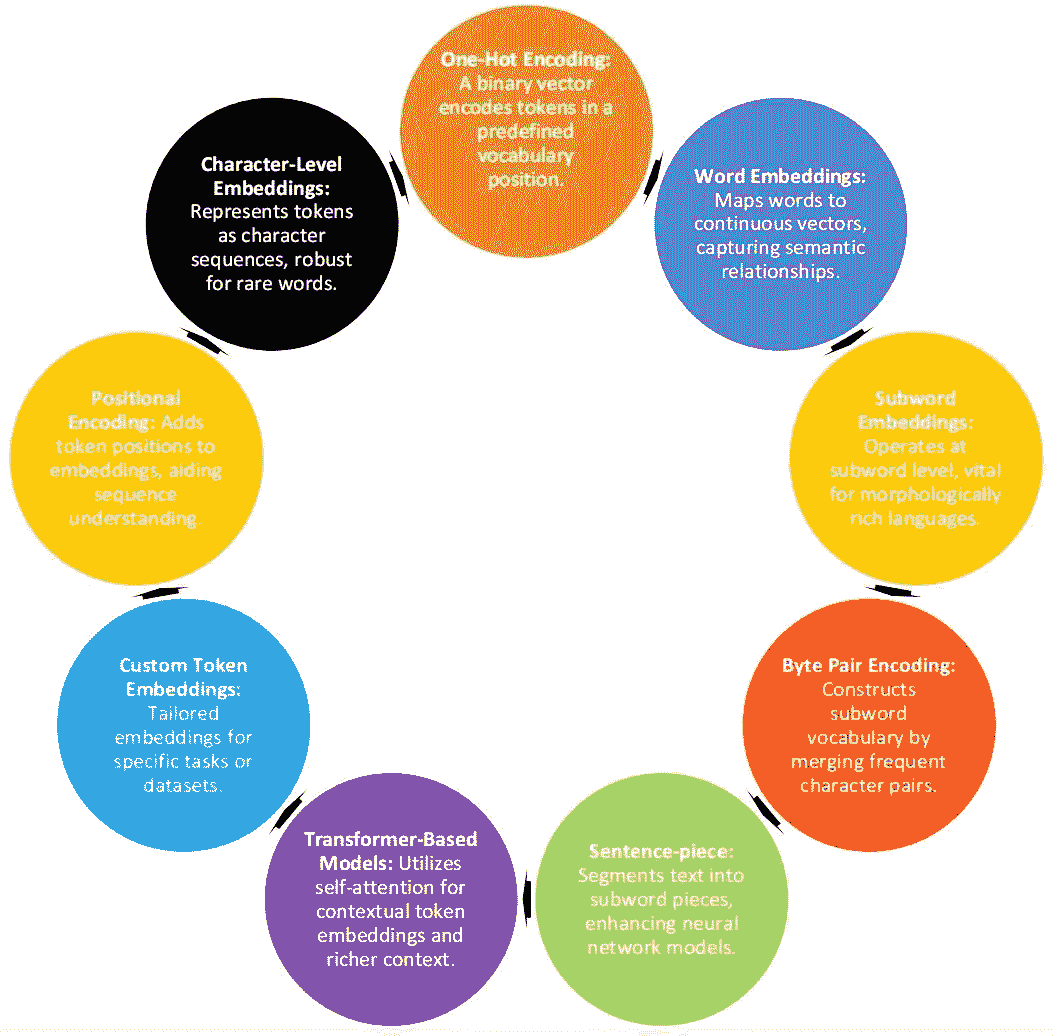 One-Hot Encoding:
A binary vector
encodes tokens in a
predefined
vocabulary
position.
Word Embeddings:
Maps words to
continuous vectors,
capturing semantic
relationships.
Subword
Embeddings:
Operates at
subword level, vital
for morphologically
rich languages.
Byte Pair Encoding:
Constructs
subword
vocabulary by
merging frequent
character pairs.
Sentence-piece:
Segments text into
subword pieces,
enhancing neural
network models.
Transformer-Based
Models: Utilizes
self-attention for
contextual token
embeddings and
richer context.
Custom Token
Embeddings:
Tailored
embeddings for
specific tasks or
datasets.
Positional
Encoding: Adds
token positions to
embeddings, aiding
sequence
understanding.
Character-Level
Embeddings:
Represents tokens
as character
sequences, robust
for rare words.